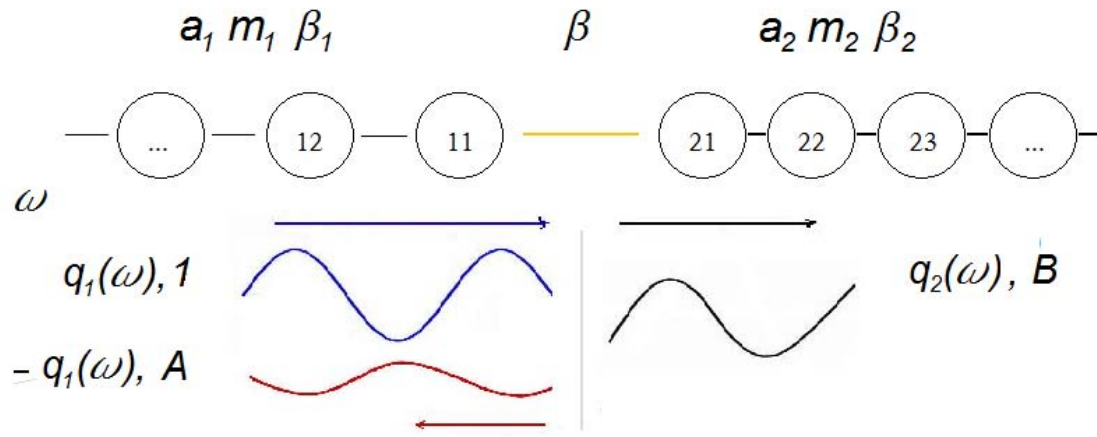 a₁ m₁ β₁ β a₂ m₂ β₂
... 12 11 21 22 23 ...
ω
q₁(ω), 1 q₂(ω), B
– q₁(ω), A